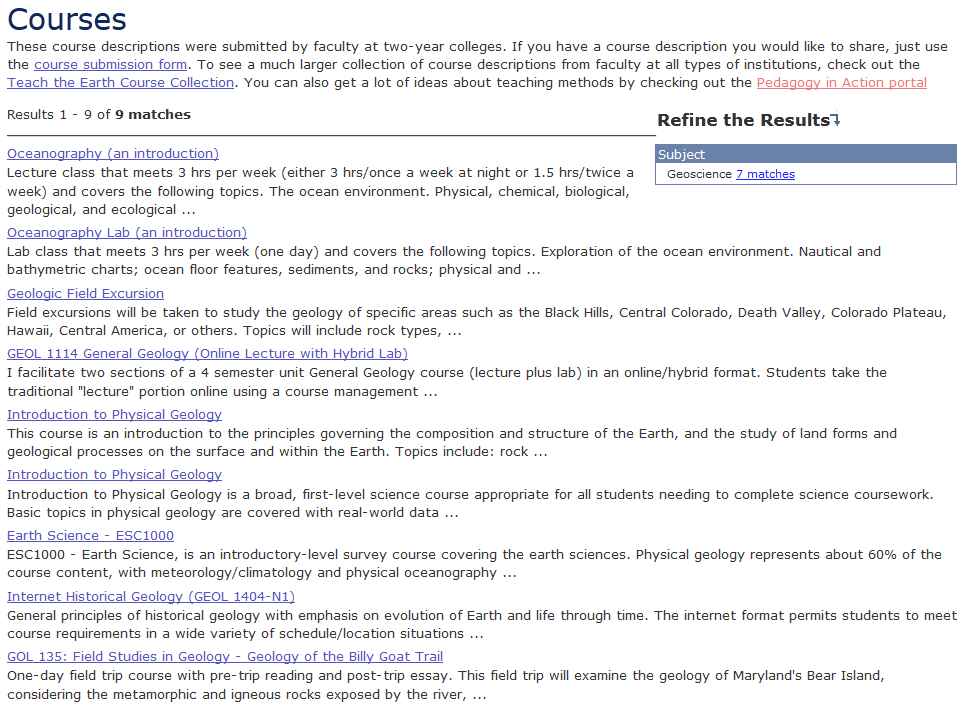 Courses
These course descriptions were submitted by faculty at two-year colleges. If you have a course description you would like to share, just use
the course submission form. To see a much larger collection of course descriptions from faculty at all types of institutions, check out the
Teach the Earth Course Collection. You can also get a lot of ideas about teaching methods by checking out the Pedagogy in Action portal
Results 1 - 9 of 9 matches
Refine the Results
Subject
Geoscience 7 matches
Oceanography (an introduction)
Lecture class that meets 3 hrs per week (either 3 hrs/once a week at night or 1.5 hrs/twice a
week) and covers the following topics. The ocean environment. Physical, chemical, biological,
geological, and ecological ...
Oceanography Lab (an introduction)
Lab class that meets 3 hrs per week (one day) and covers the following topics. Exploration of the ocean environment. Nautical and
bathymetric charts; ocean floor features, sediments, and rocks; physical and ...
Geologic Field Excursion
Field excursions will be taken to study the geology of specific areas such as the Black Hills, Central Colorado, Death Valley, Colorado Plateau,
Hawaii, Central America, or others. Topics will include rock types, ...
GEOL 1114 General Geology (Online Lecture with Hybrid Lab)
I facilitate two sections of a 4 semester unit General Geology course (lecture plus lab) in an online/hybrid format. Students take the
traditional "lecture" portion online using a course management ...
Introduction to Physical Geology
This course is an introduction to the principles governing the composition and structure of the Earth, and the study of land forms and
geological processes on the surface and within the Earth. Topics include: rock ...
Introduction to Physical Geology
Introduction to Physical Geology is a broad, first-level science course appropriate for all students needing to complete science coursework.
Basic topics in physical geology are covered with real-world data ...
Earth Science - ESC1000
ESC1000 - Earth Science, is an introductory-level survey course covering the earth sciences. Physical geology represents about 60% of the
course content, with meteorology/climatology and physical oceanography ...
Internet Historical Geology (GEOL 1404-N1)
General principles of historical geology with emphasis on evolution of Earth and life through time. The internet format permits students to meet
course requirements in a wide variety of schedule/location situations ...
GOL 135: Field Studies in Geology - Geology of the Billy Goat Trail
One-day field trip course with pre-trip reading and post-trip essay. This field trip will examine the geology of Maryland's Bear Island,
considering the metamorphic and igneous rocks exposed by the river, ...